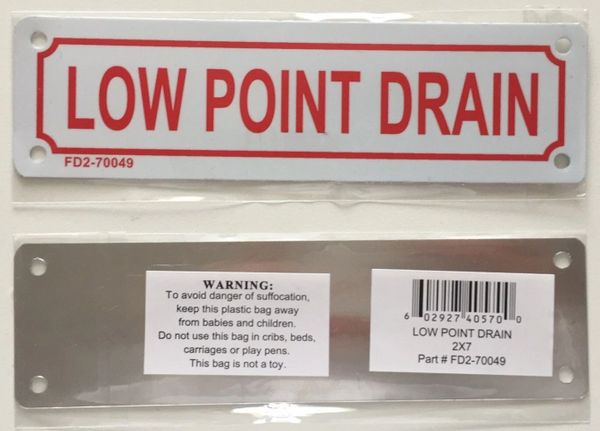 LOW POINT DRAIN
FD2-70049
WARNING:
To avoid danger of suffocation,
keep this plastic bag away
from babies and children.
Do not use this bag in cribs, beds,
carriages or play pens.
This bag is not a toy.
6 02927 40570 0
LOW POINT DRAIN
2X7
Part # FD2-70049